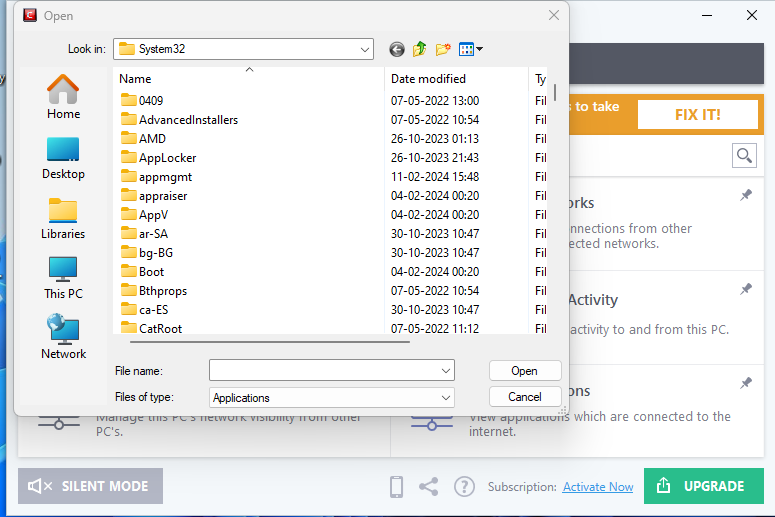 Open
Look in: System32
Name Date modified Ty
0409 07-05-2022 13:00 Fil
AdvancedInstallers 07-05-2022 10:54 Fil
AMD 26-10-2023 01:13 Fil
AppLocker 26-10-2023 21:43 Fil
appmgmt 11-02-2024 15:48 Fil
appraiser 04-02-2024 00:20 Fil
AppV 04-02-2024 00:20 Fil
ar-SA 30-10-2023 10:47 Fil
bg-BG 30-10-2023 10:47 Fil
Boot 04-02-2024 00:20 Fil
Bthprops 07-05-2022 10:54 Fil
ca-ES 30-10-2023 10:47 Fil
CatRoot 07-05-2022 11:12 Fil
Home
Desktop
Libraries
This PC
Network
File name: Open
Files of type: Applications Cancel
s to take
FIX IT!
rks
nnections from other
ected networks.
Activity
activity to and from this PC.
ons
Manage this PC's network visibility from other
PC's.
View applications which are connected to the
internet.
SILENT MODE
Subscription: Activate Now
UPGRADE